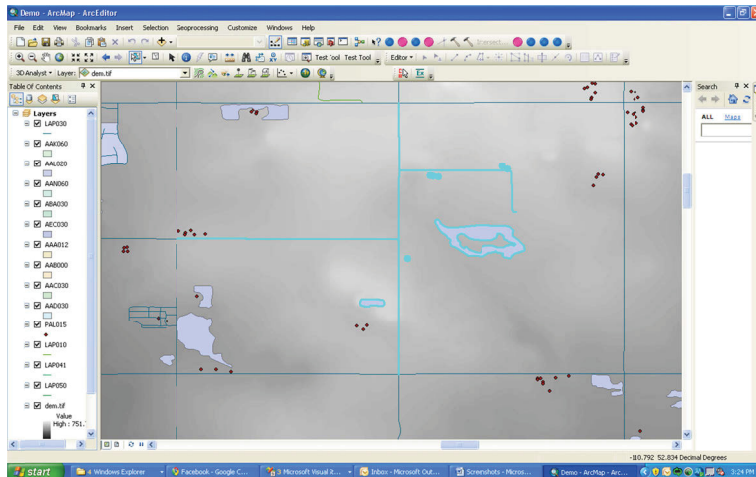 Demo - ArcMap - ArcEditor
File Edit View Bookmarks Insert Selection Geoprocessing Customize Windows Help
Test Tool Test Tool Editor
3D Analyst Layer: dem.tif
Table Of Contents
Search
ALL Maps
Layers
LAP030
AAK060
AAL020
AAN060
ABA030
AEC030
AAA012
AAB000
AAC030
AAD030
PAL015
LAP010
LAP041
LAP050
dem.tif
Value
High : 751.
-110.792 52.834 Decimal Degrees
start
4 Windows Explorer
Facebook - Google C...
3 Microsoft Visual it...
Inbox - Microsoft Out...
Screenshots - Micros...
Demo - ArcMap - Arc...
3:24 PM